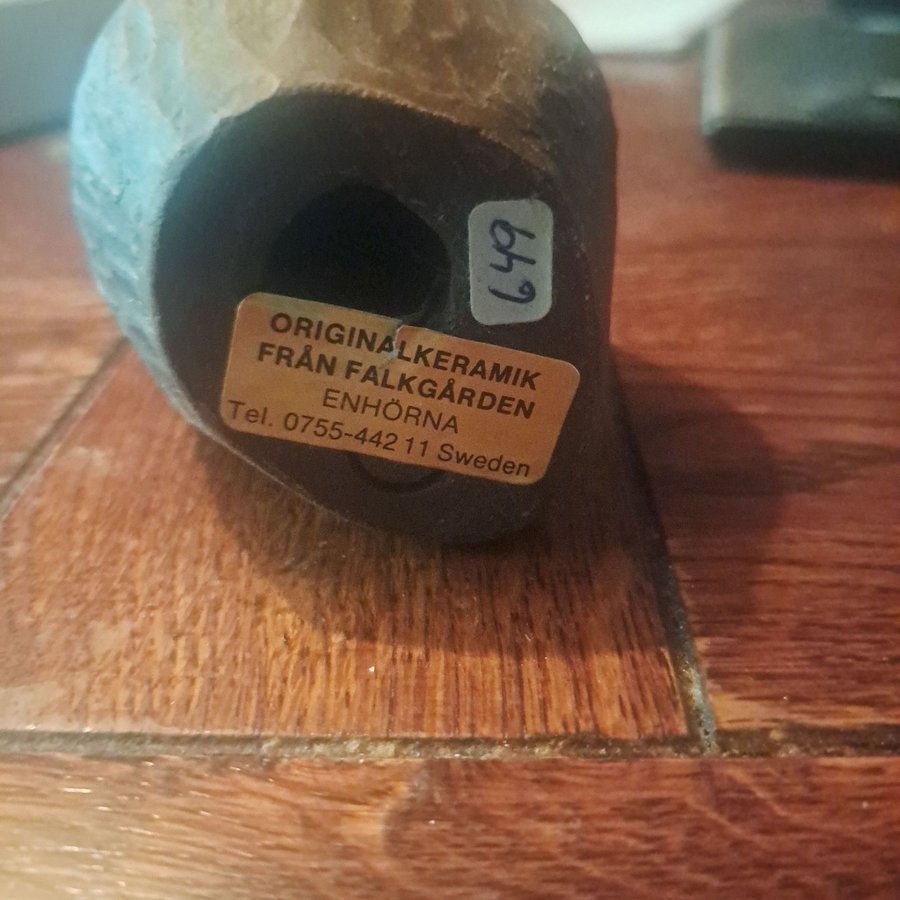 649
ORIGINALKERAMIK
FRÅN FALKGÅRDEN
ENHÖRNA
Tel. 0755-442 11 Sweden